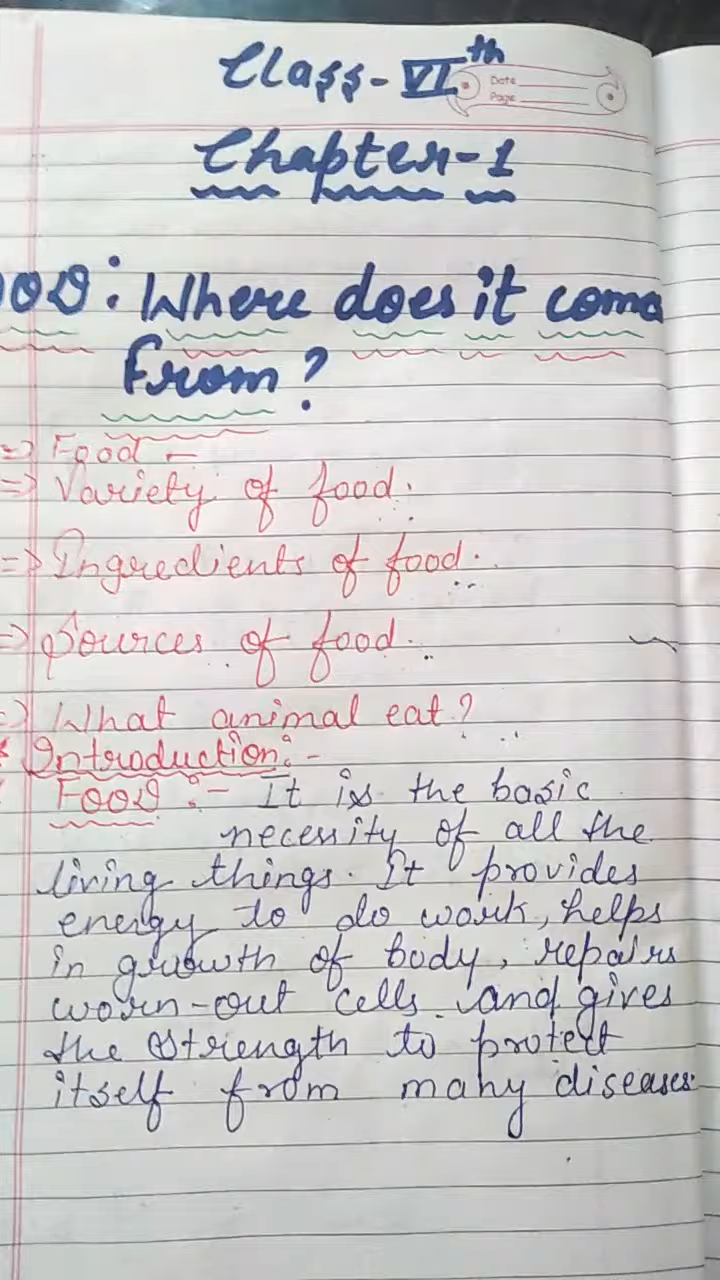 Class-VIth
Date
Page
Chapter-1
OOD: Where does it come
From?
=> Food -
=> Variety of food.
=> Ingredients of food.
=> Sources of food.
=> What animal eat?
* Introduction:-
FOOD :- It is the basic
necessity of all the
living things. It provides
energy to do work, helps
in growth of body, repairs
worn-out cells and gives
the strength to protect
itself from many diseases.